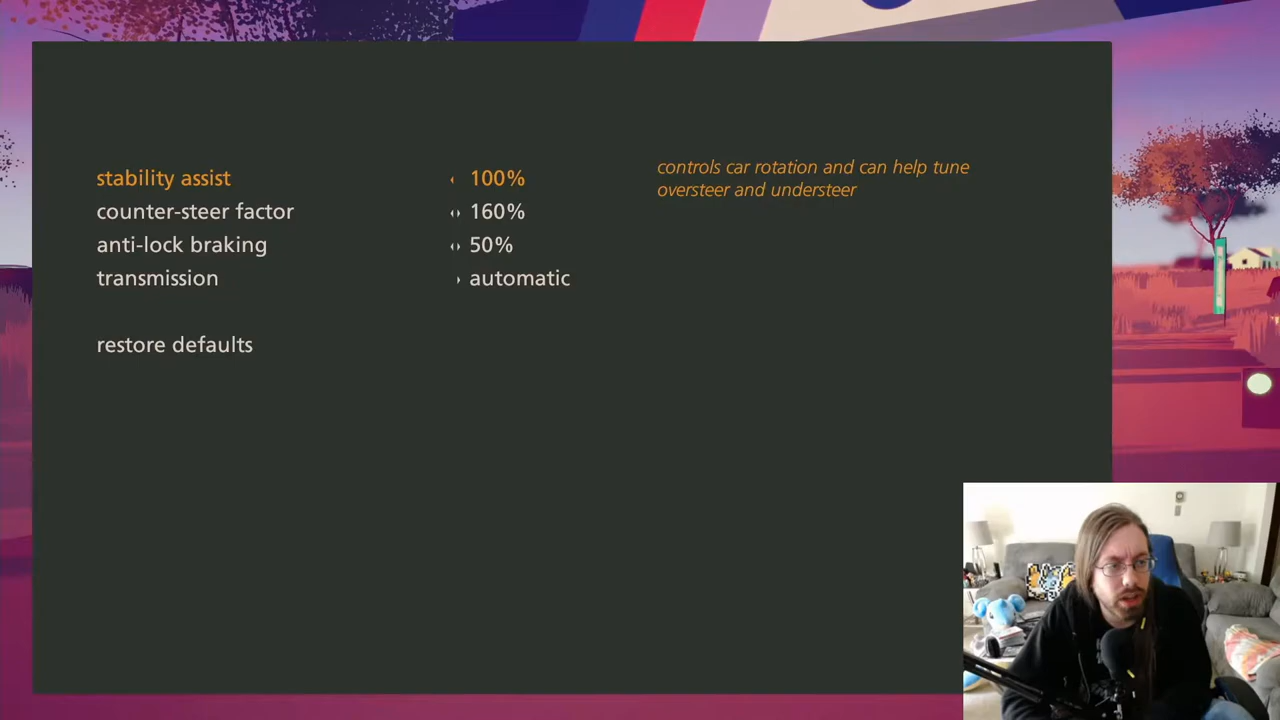 stability assist 100%
counter-steer factor 160%
anti-lock braking 50%
transmission automatic
restore defaults
controls car rotation and can help tune
oversteer and understeer